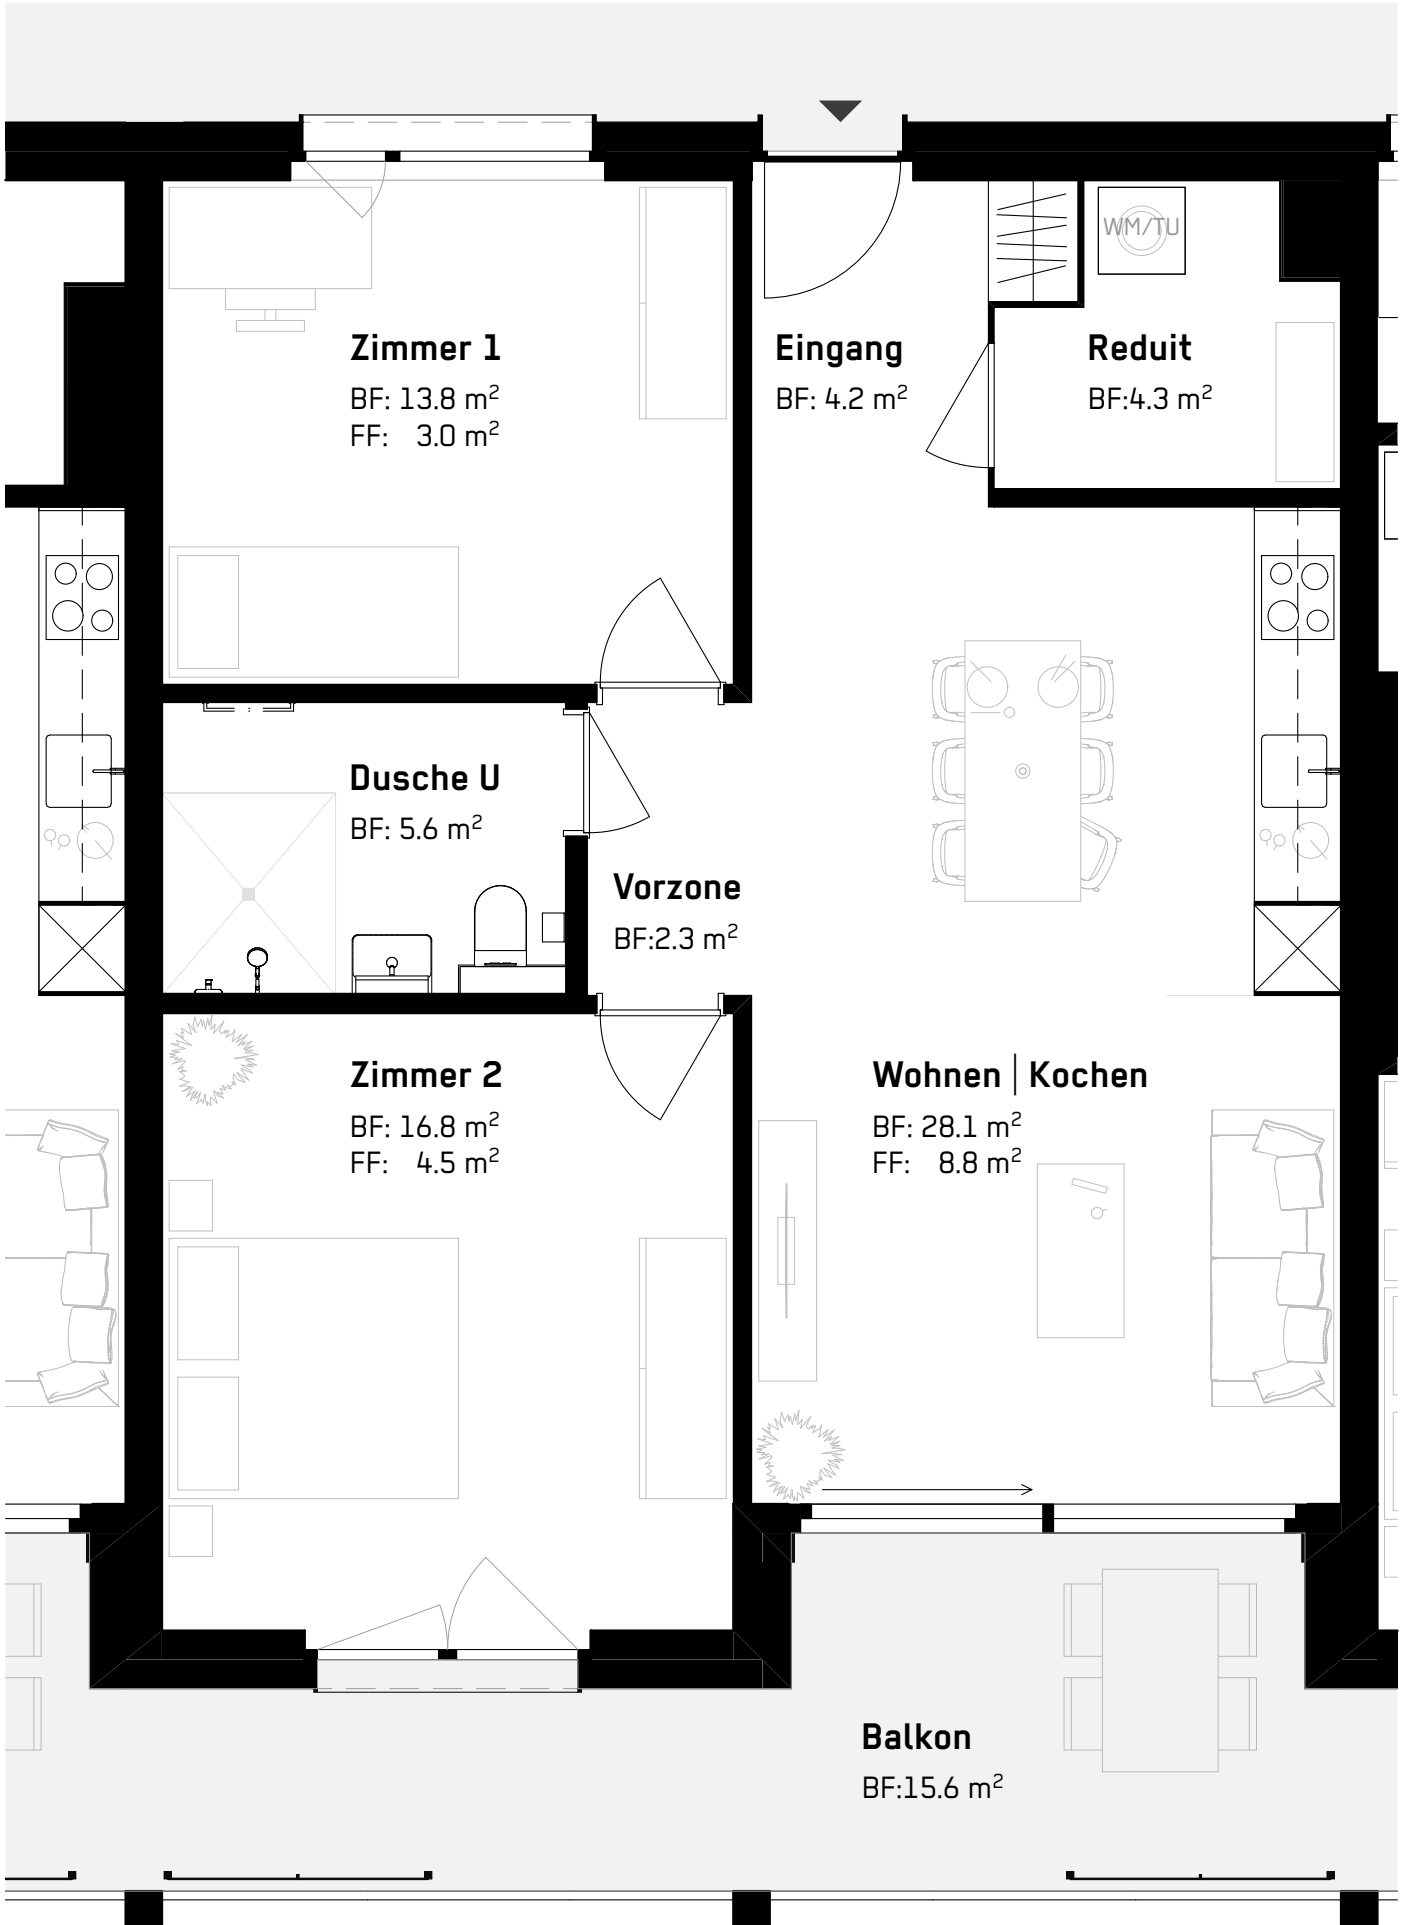 WM/TU
Zimmer 1
BF: 13.8 m²
FF: 3.0 m²
Eingang
BF: 4.2 m²
Reduit
BF:4.3 m²
Dusche U
BF: 5.6 m²
Vorzone
BF:2.3 m²
Zimmer 2
BF: 16.8 m²
FF: 4.5 m²
Wohnen | Kochen
BF: 28.1 m²
FF: 8.8 m²
Balkon
BF:15.6 m²